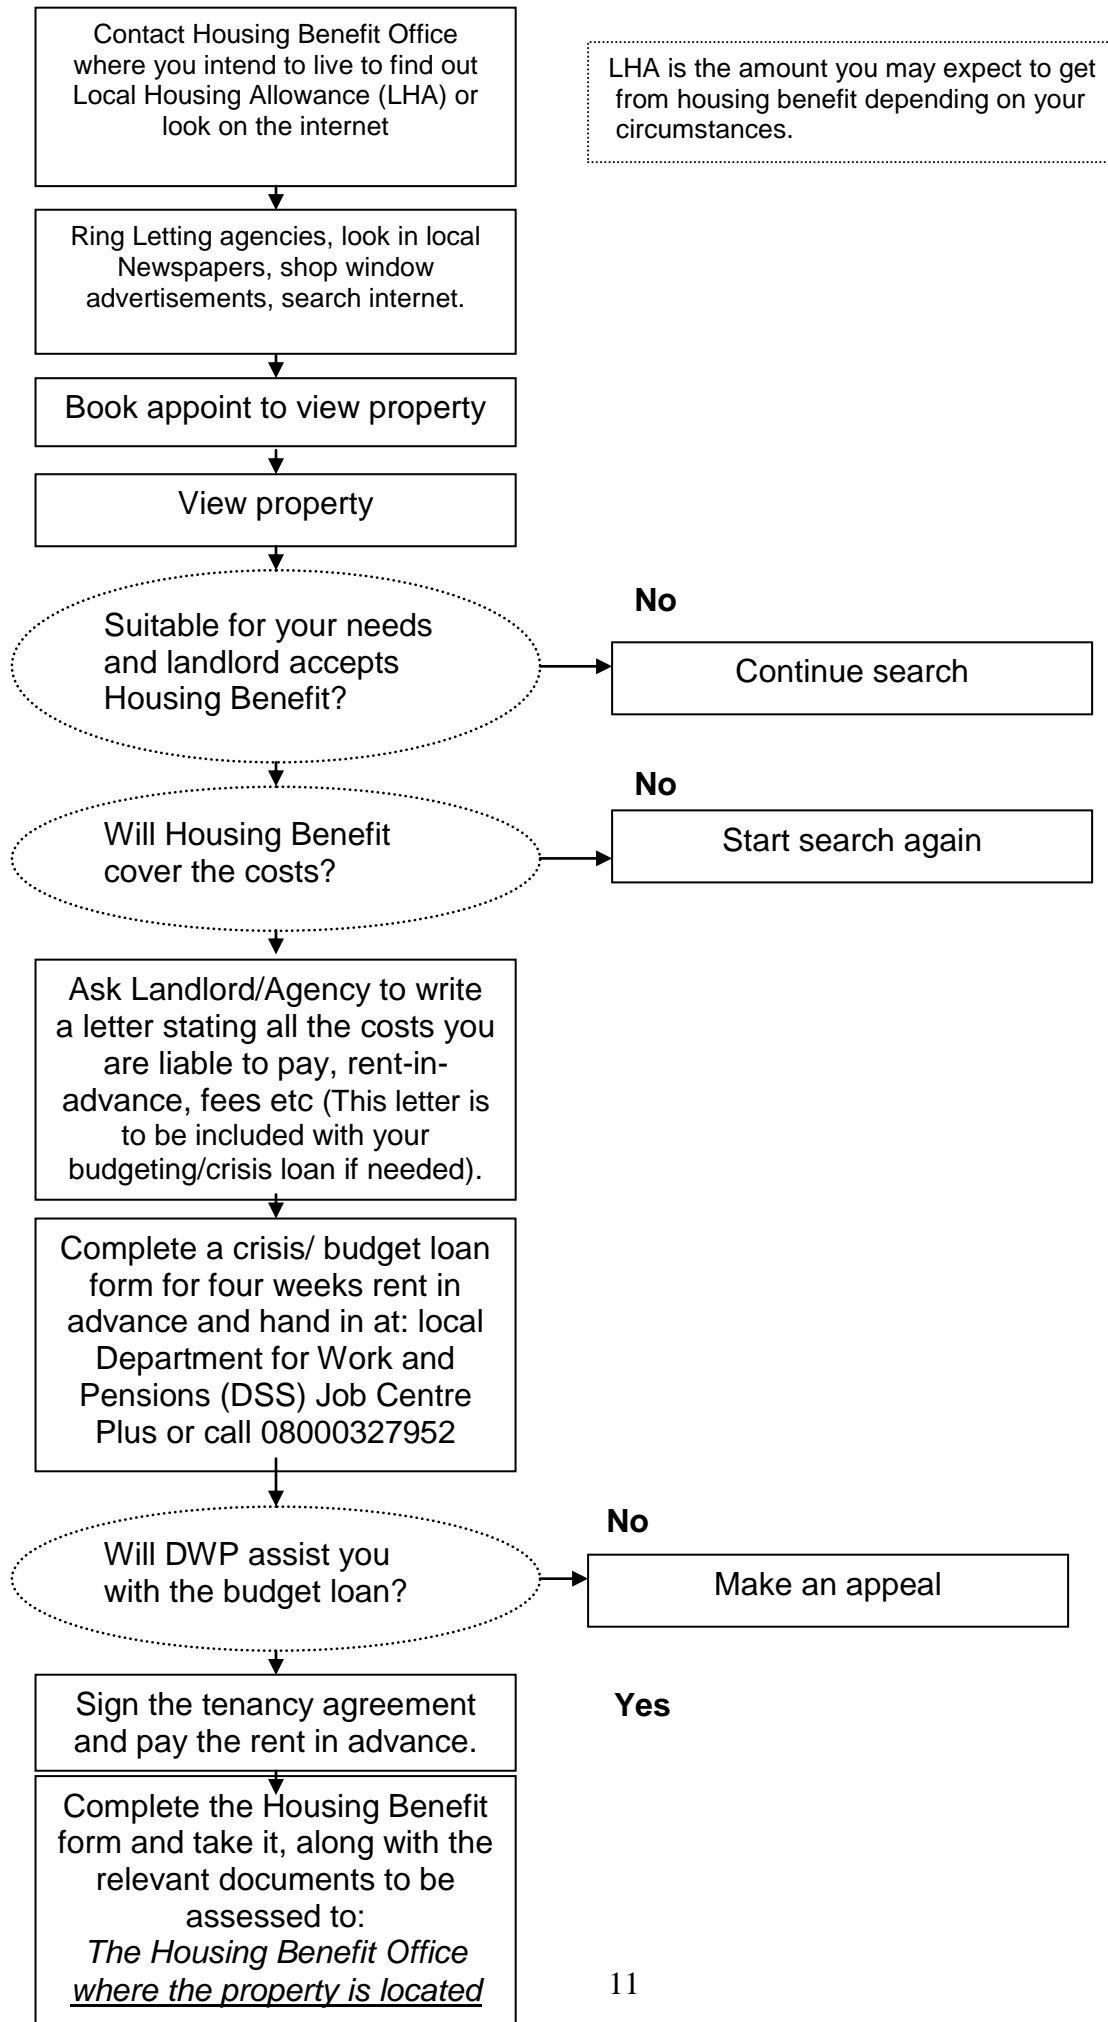 Contact Housing Benefit Office
where you intend to live to find out
Local Housing Allowance (LHA) or
look on the internet
LHA is the amount you may expect to get
from housing benefit depending on your
circumstances.
Ring Letting agencies, look in local
Newspapers, shop window
advertisements, search internet.
Book appoint to view property
View property
Suitable for your needs
and landlord accepts
Housing Benefit?
No
Continue search
Will Housing Benefit
cover the costs?
No
Start search again
Ask Landlord/Agency to write
a letter stating all the costs you
are liable to pay, rent-in-
advance, fees etc (This letter is
to be included with your
budgeting/crisis loan if needed).
Complete a crisis/ budget loan
form for four weeks rent in
advance and hand in at: local
Department for Work and
Pensions (DSS) Job Centre
Plus or call 08000327952
Will DWP assist you
with the budget loan?
No
Make an appeal
Sign the tenancy agreement
and pay the rent in advance.
Yes
Complete the Housing Benefit
form and take it, along with the
relevant documents to be
assessed to:
The Housing Benefit Office
where the property is located
11